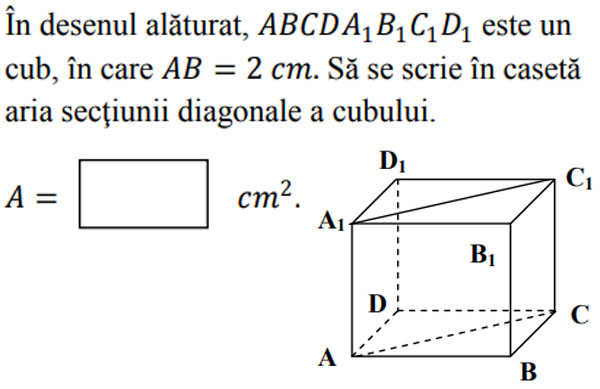 În desenul alăturat, ABCDA₁B₁C₁D₁ este un
cub, în care AB = 2 cm. Să se scrie în casetă
aria secţiunii diagonale a cubului.
A = cm².
D₁
C₁
A₁
B₁
D
C
A
B